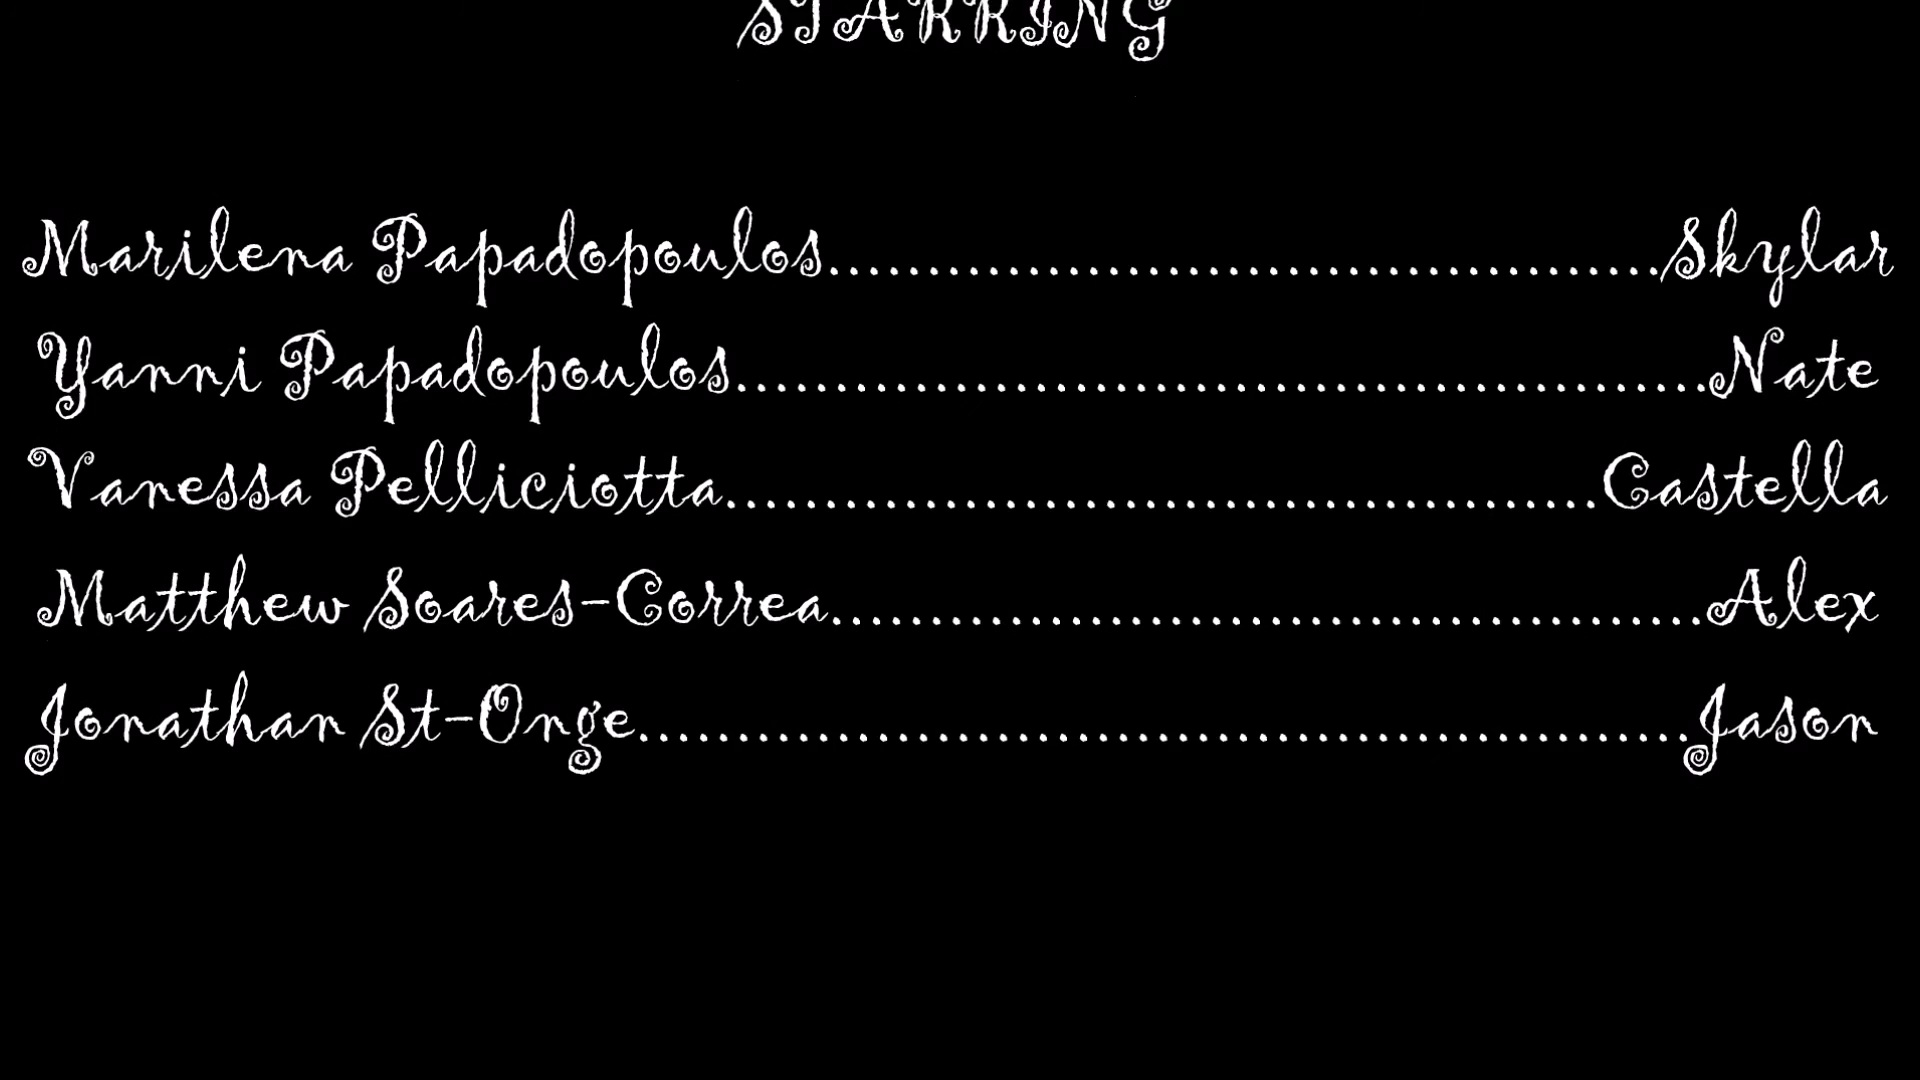 STARRING
Marilena Papadopoulos...................................Skylar
Yanni Papadopoulos.........................................Nate
Vanessa Pelliciotta.....................................Castella
Matthew Soares-Correa.....................................Alex
Jonathan St-Onge............................................Jason